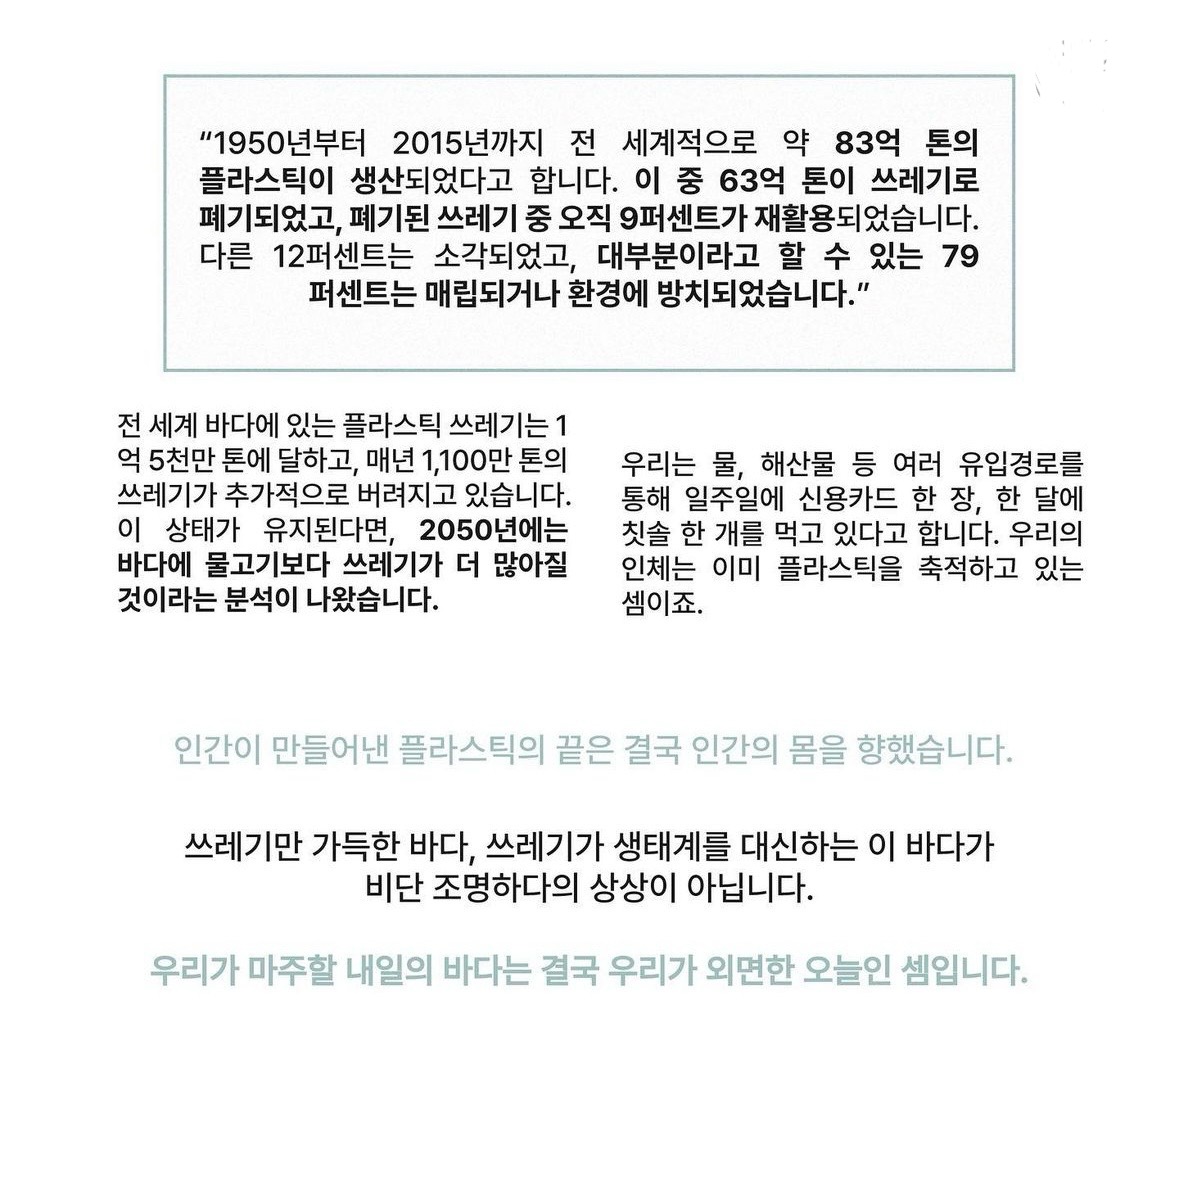 “1950년부터 2015년까지 전 세계적으로 약 83억 톤의
플라스틱이 생산되었다고 합니다. 이 중 63억 톤이 쓰레기로
폐기되었고, 폐기된 쓰레기 중 오직 9퍼센트가 재활용되었습니다.
다른 12퍼센트는 소각되었고, 대부분이라고 할 수 있는 79
퍼센트는 매립되거나 환경에 방치되었습니다.”
전 세계 바다에 있는 플라스틱 쓰레기는 1
억 5천만 톤에 달하고, 매년 1,100만 톤의
쓰레기가 추가적으로 버려지고 있습니다.
이 상태가 유지된다면, 2050년에는
바다에 물고기보다 쓰레기가 더 많아질
것이라는 분석이 나왔습니다.
우리는 물, 해산물 등 여러 유입경로를
통해 일주일에 신용카드 한 장, 한 달에
칫솔 한 개를 먹고 있다고 합니다. 우리의
인체는 이미 플라스틱을 축적하고 있는
셈이죠.
인간이 만들어낸 플라스틱의 끝은 결국 인간의 몸을 향했습니다.
쓰레기만 가득한 바다, 쓰레기가 생태계를 대신하는 이 바다가
비단 조명하다의 상상이 아닙니다.
우리가 마주할 내일의 바다는 결국 우리가 외면한 오늘인 셈입니다.